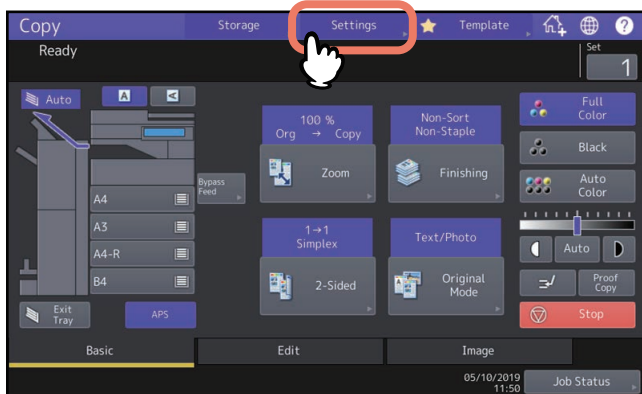 Copy
Storage
Settings
Template
?
Ready
Set
1
Auto
A
A
100 %
Org → Copy
Zoom
Non-Sort
Non-Staple
Finishing
Full
Color
Black
Auto
Color
Bypass
Feed
A4
A3
A4-R
B4
1→1
Simplex
2-Sided
Text/Photo
Original
Mode
Auto
Proof
Copy
Exit
Tray
APS
Stop
Basic
Edit
Image
05/10/2019
11:50
Job Status